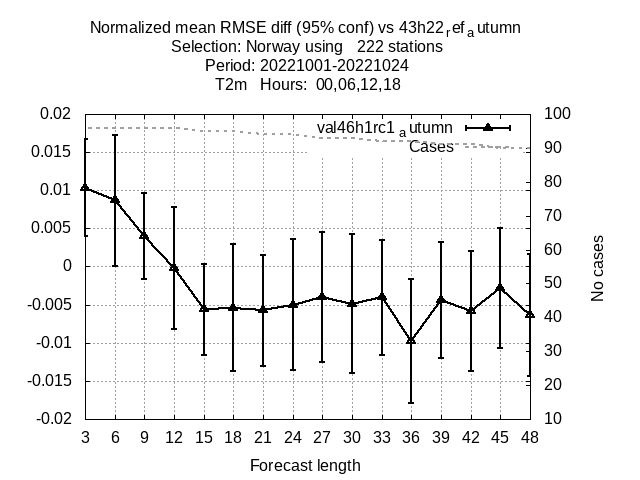 Normalized mean RMSE diff (95% conf) vs 43h22ᵣefₐutumn
Selection: Norway using   222 stations
Period: 20221001-20221024
T2m   Hours:  00,06,12,18
0.02
0.015
0.01
0.005
0
-0.005
-0.01
-0.015
-0.02
val46h1rc1ₐutumn
Cases
100
90
80
70
60
50
40
30
20
10
No cases
3 6 9 12 15 18 21 24 27 30 33 36 39 42 45 48
Forecast length